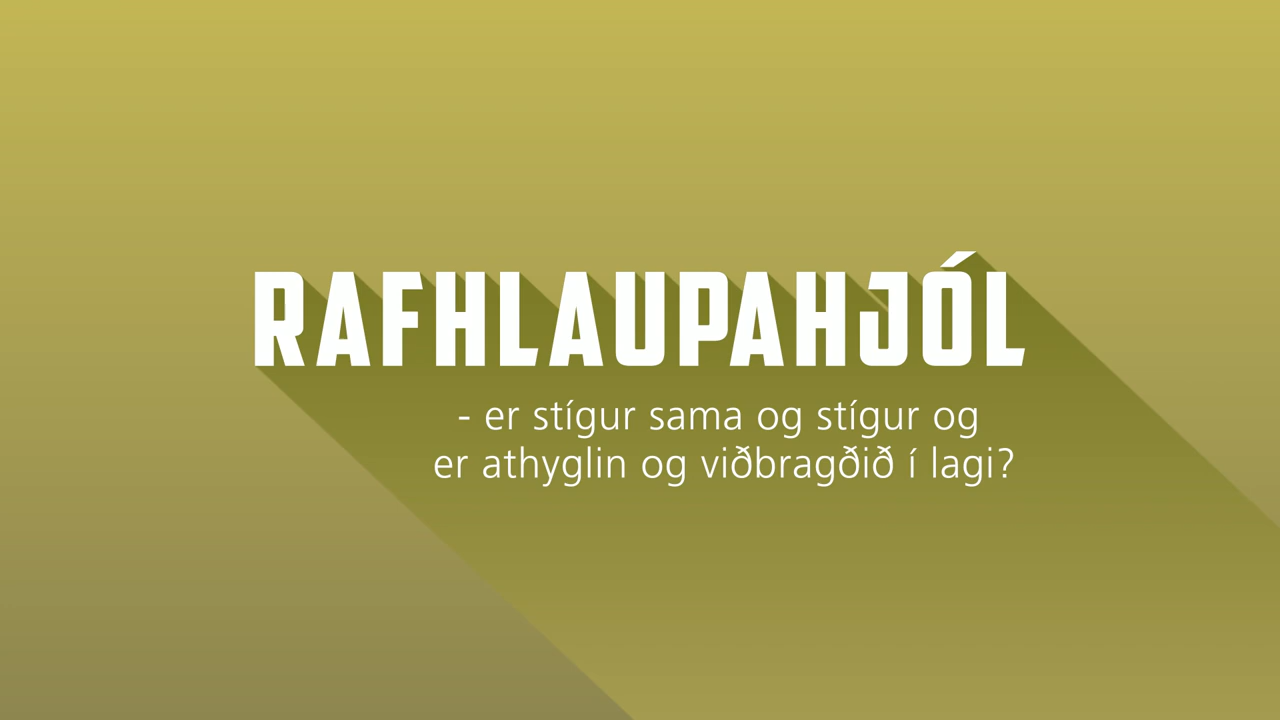 RAFHLAUPAHJÓL
- er stígur sama og stígur og
er athyglin og viðbragðið í lagi?